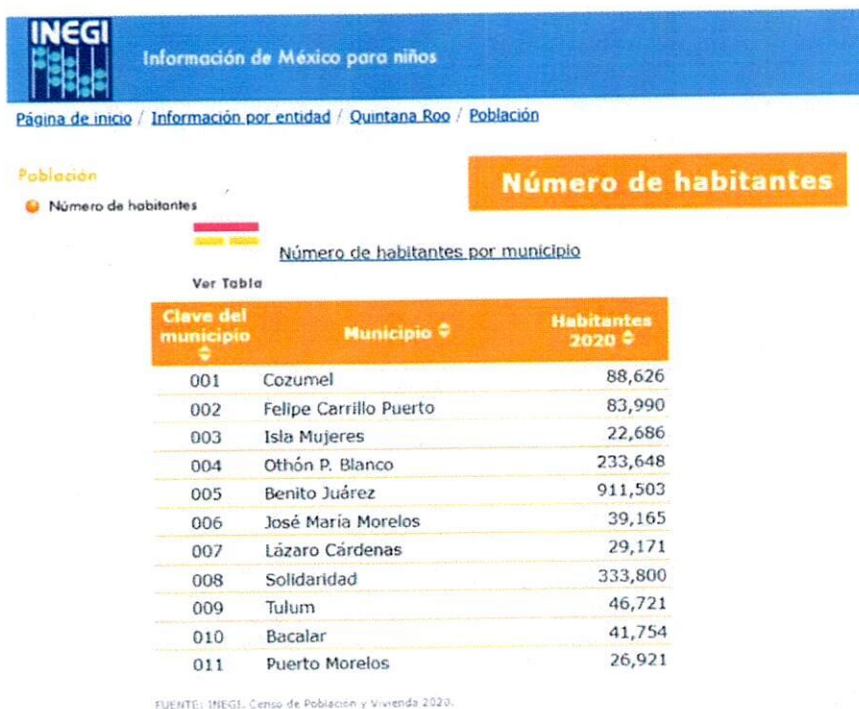 INEGI
Información de México para niños
Página de inicio / Información por entidad / Quintana Roo / Población
Población
Número de habitantes
Número de habitantes
Número de habitantes por municipio
Ver Tabla
Clave del municipio Municipio Habitantes 2020
001 Cozumel 88,626
002 Felipe Carrillo Puerto 83,990
003 Isla Mujeres 22,686
004 Othón P. Blanco 233,648
005 Benito Juárez 911,503
006 José María Morelos 39,165
007 Lázaro Cárdenas 29,171
008 Solidaridad 333,800
009 Tulum 46,721
010 Bacalar 41,754
011 Puerto Morelos 26,921
FUENTE: INEGI. Censo de Población y Vivienda 2020.